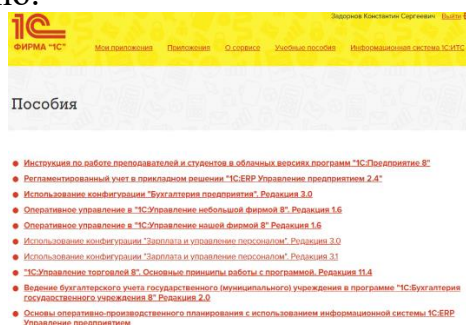 ю.
Задорнов Константин Сергеевич Выйти
1С
ФИРМА "1С"
Мои приложения Приложения О сервисе Учебные пособия Информационная система 1С:ИТС
Пособия
Инструкция по работе преподавателей и студентов в облачных версиях программ "1С:Предприятие 8"
Регламентированный учет в прикладном решении "1С:ERP Управление предприятием 2.4"
Использование конфигурации "Бухгалтерия предприятия". Редакция 3.0
Оперативное управление в "1С:Управление небольшой фирмой 8". Редакция 1.6
Оперативное управление в "1С:Управление нашей фирмой 8" Редакция 1.6
Использование конфигурации "Зарплата и управление персоналом". Редакция 3.0
Использование конфигурации "Зарплата и управление персоналом". Редакция 3.1
"1С:Управление торговлей 8". Основные принципы работы с программой. Редакция 11.4
Ведение бухгалтерского учета государственного (муниципального) учреждения в программе "1С:Бухгалтерия
государственного учреждения 8" Редакция 2.0
Основы оперативно-производственного планирования с использованием информационной системы 1С:ERP
Управление предприятием